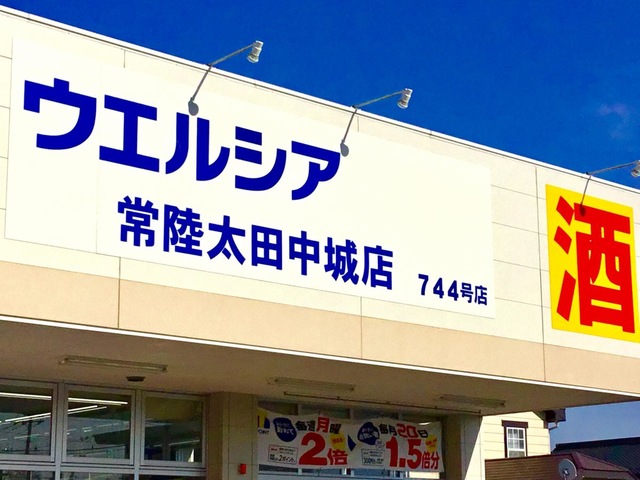 ウエルシア
常陸太田中城店
744号店
酒
毎週月曜
2倍
毎月20日
1.5倍分